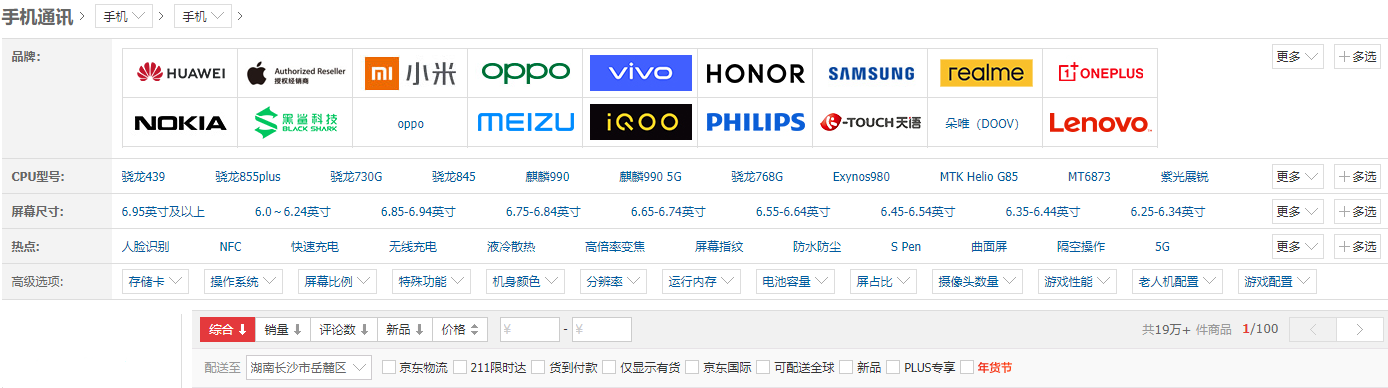 手机通讯 > 手机 > 手机 >
品牌: HUAWEI Authorized Reseller 授权经销商 mi 小米 oppo vivo HONOR SAMSUNG realme 1+ ONEPLUS 更多 +多选
NOKIA 黑鲨科技 BLACK SHARK oppo MEIZU iQOO PHILIPS K-TOUCH天语 朵唯（DOOV） Lenovo
CPU型号: 骁龙439 骁龙855plus 骁龙730G 骁龙845 麒麟990 麒麟990 5G 骁龙768G Exynos980 MTK Helio G85 MT6873 紫光展锐 更多 +多选
屏幕尺寸: 6.95英寸及以上 6.0～6.24英寸 6.85-6.94英寸 6.75-6.84英寸 6.65-6.74英寸 6.55-6.64英寸 6.45-6.54英寸 6.35-6.44英寸 6.25-6.34英寸 更多 +多选
热点: 人脸识别 NFC 快速充电 无线充电 液冷散热 高倍率变焦 屏幕指纹 防水防尘 S Pen 曲面屏 隔空操作 5G 更多 +多选
高级选项: 存储卡 操作系统 屏幕比例 特殊功能 机身颜色 分辨率 运行内存 电池容量 屏占比 摄像头数量 游戏性能 老人机配置 游戏配置
综合↓ 销量↓ 评论数↓ 新品↓ 价格 ¥ - ¥ 共19万+ 件商品 1/100 < >
配送至 湖南长沙市岳麓区 京东物流 211限时达 货到付款 仅显示有货 京东国际 可配送全球 新品 PLUS专享 年货节